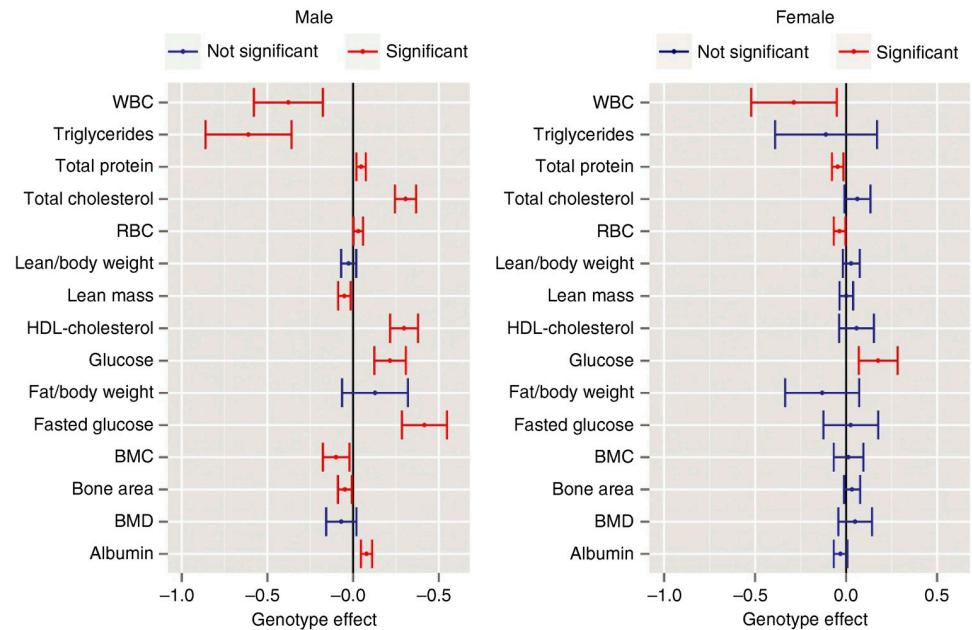 Male
Not significant
Significant
WBC
Triglycerides
Total protein
Total cholesterol
RBC
Lean/body weight
Lean mass
HDL-cholesterol
Glucose
Fat/body weight
Fasted glucose
BMC
Bone area
BMD
Albumin
–1.0 –0.5 –0.0 –0.5
Genotype effect
Female
Not significant
Significant
WBC
Triglycerides
Total protein
Total cholesterol
RBC
Lean/body weight
Lean mass
HDL-cholesterol
Glucose
Fat/body weight
Fasted glucose
BMC
Bone area
BMD
Albumin
–1.0 –0.5 0.0 0.5
Genotype effect